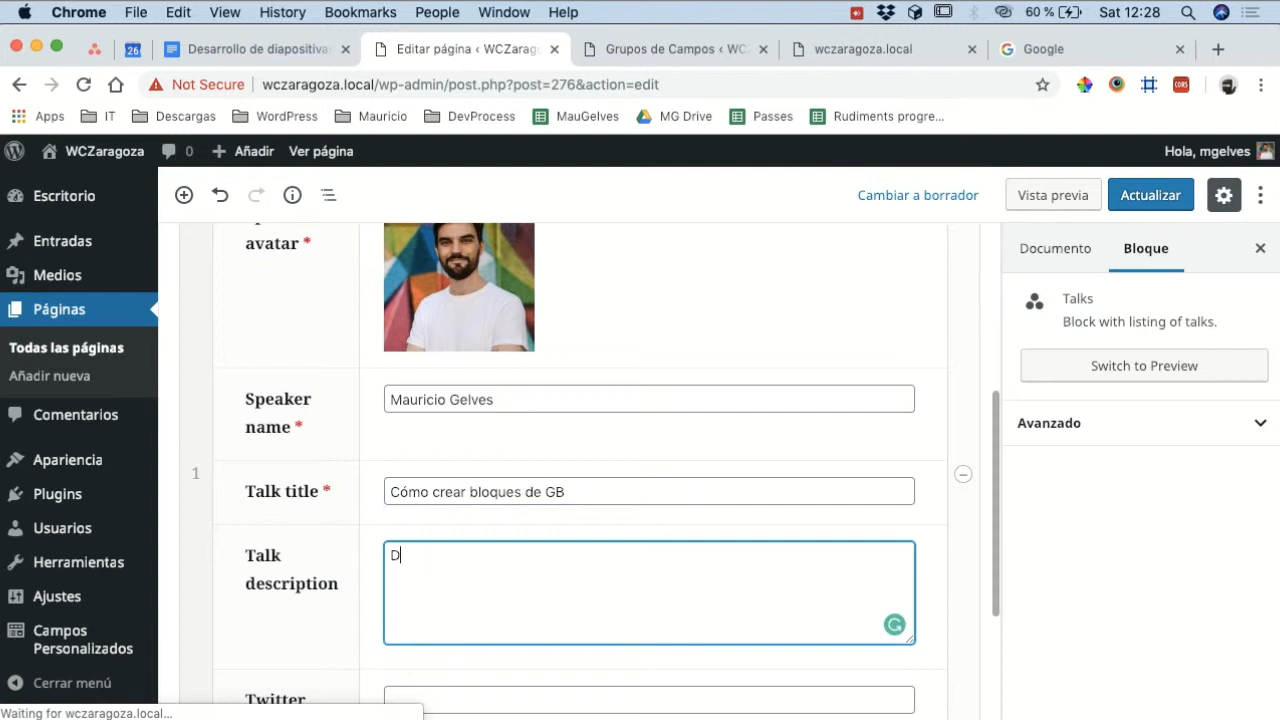 Chrome File Edit View History Bookmarks People Window Help 60 % Sat 12:28
26 Desarrollo de diapositiva × Editar página ‹ WCZarag × Grupos de Campos ‹ WC × wczaragoza.local × Google × +
Not Secure wczaragoza.local/wp-admin/post.php?post=276&action=edit CORS
Apps IT Descargas WordPress Mauricio DevProcess MauGelves MG Drive Passes Rudiments progre...
WCZaragoza 0 + Añadir Ver página Hola, mgelves
Escritorio
Entradas
Medios
Páginas
Todas las páginas
Añadir nueva
Comentarios
Apariencia
Plugins
Usuarios
Herramientas
Ajustes
Campos
Personalizados
Cerrar menú
Cambiar a borrador Vista previa Actualizar
avatar *
Speaker
name *
Mauricio Gelves
1
Talk title *
Cómo crear bloques de GB
Talk
description
D
Twitter
Documento Bloque ×
Talks
Block with listing of talks.
Switch to Preview
Avanzado
Waiting for wczaragoza.local...